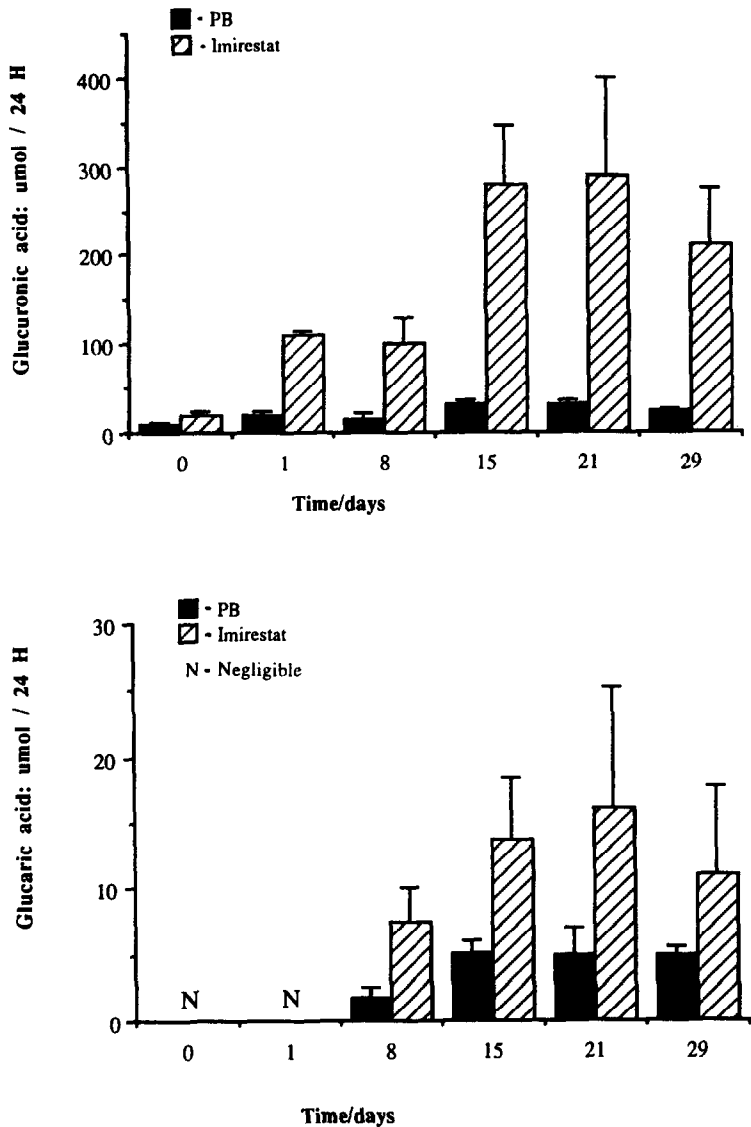 - PB
- Imirestat
Glucuronic acid: umol / 24 H
400
300
200
100
0
0 1 8 15 21 29
Time/days
- PB
- Imirestat
N - Negligible
Glucaric acid: umol / 24 H
30
20
10
0
N N
0 1 8 15 21 29
Time/days